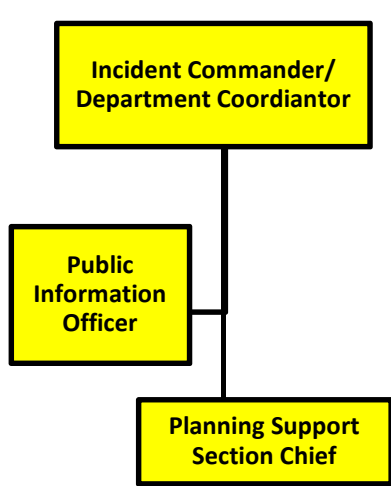 Incident Commander/
Department Coordiantor
Public
Information
Officer
Planning Support
Section Chief